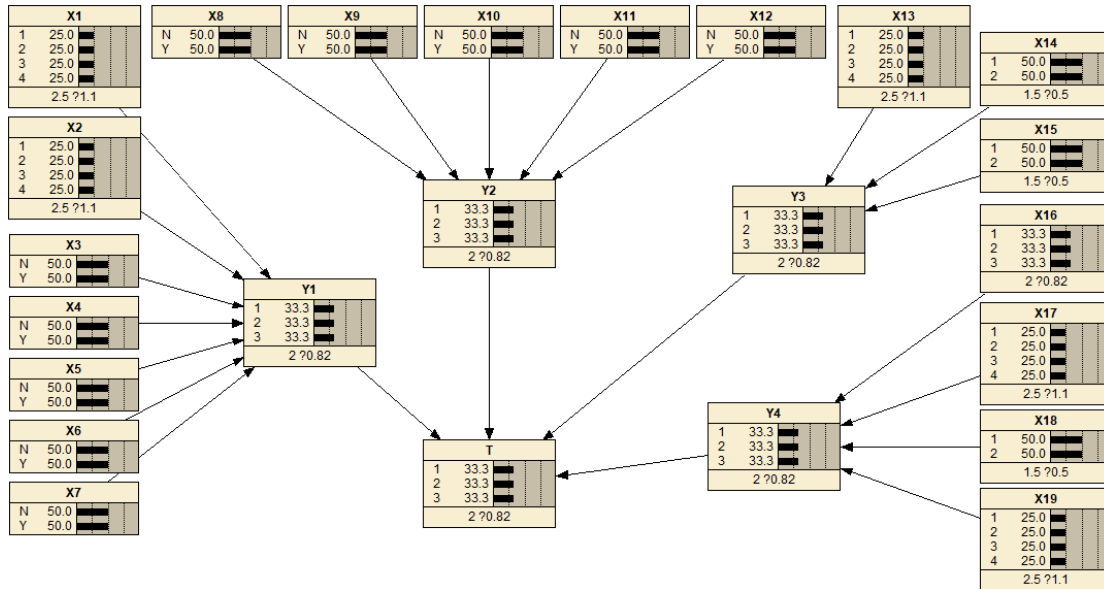 X1
1 25.0
2 25.0
3 25.0
4 25.0
2.5 ?1.1
X8
N 50.0
Y 50.0
X9
N 50.0
Y 50.0
X10
N 50.0
Y 50.0
X11
N 50.0
Y 50.0
X12
N 50.0
Y 50.0
X13
1 25.0
2 25.0
3 25.0
4 25.0
2.5 ?1.1
X14
1 50.0
2 50.0
1.5 ?0.5
X2
1 25.0
2 25.0
3 25.0
4 25.0
2.5 ?1.1
X15
1 50.0
2 50.0
1.5 ?0.5
Y2
1 33.3
2 33.3
3 33.3
2 ?0.82
Y3
1 33.3
2 33.3
3 33.3
2 ?0.82
X16
1 33.3
2 33.3
3 33.3
2 ?0.82
X3
N 50.0
Y 50.0
Y1
1 33.3
2 33.3
3 33.3
2 ?0.82
X4
N 50.0
Y 50.0
X17
1 25.0
2 25.0
3 25.0
4 25.0
2.5 ?1.1
X5
N 50.0
Y 50.0
Y4
1 33.3
2 33.3
3 33.3
2 ?0.82
X18
1 50.0
2 50.0
1.5 ?0.5
X6
N 50.0
Y 50.0
T
1 33.3
2 33.3
3 33.3
2 ?0.82
X7
N 50.0
Y 50.0
X19
1 25.0
2 25.0
3 25.0
4 25.0
2.5 ?1.1